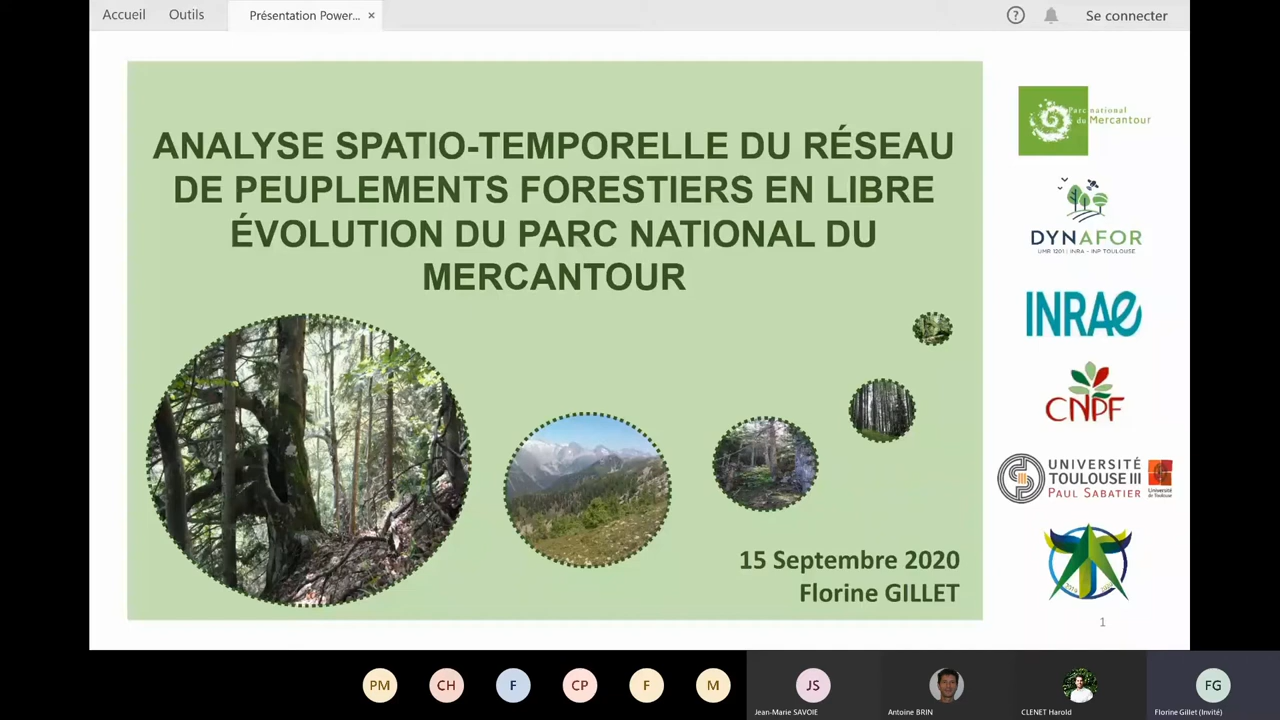 Accueil
Outils
Présentation Power...
×
?
Se connecter
ANALYSE SPATIO-TEMPORELLE DU RÉSEAU
DE PEUPLEMENTS FORESTIERS EN LIBRE
ÉVOLUTION DU PARC NATIONAL DU
MERCANTOUR
15 Septembre 2020
Florine GILLET
Parc national
du Mercantour
DYNAFOR
UMR 1201 | INRA - INP TOULOUSE
INRAE
CNPF
UNIVERSITÉ
TOULOUSE III
PAUL SABATIER
Université
de Toulouse
1
PM
CH
F
CP
F
M
JS
FG
Jean-Marie SAVOIE
Antoine BRIN
CLENET Harold
Florine Gillet (Invité)